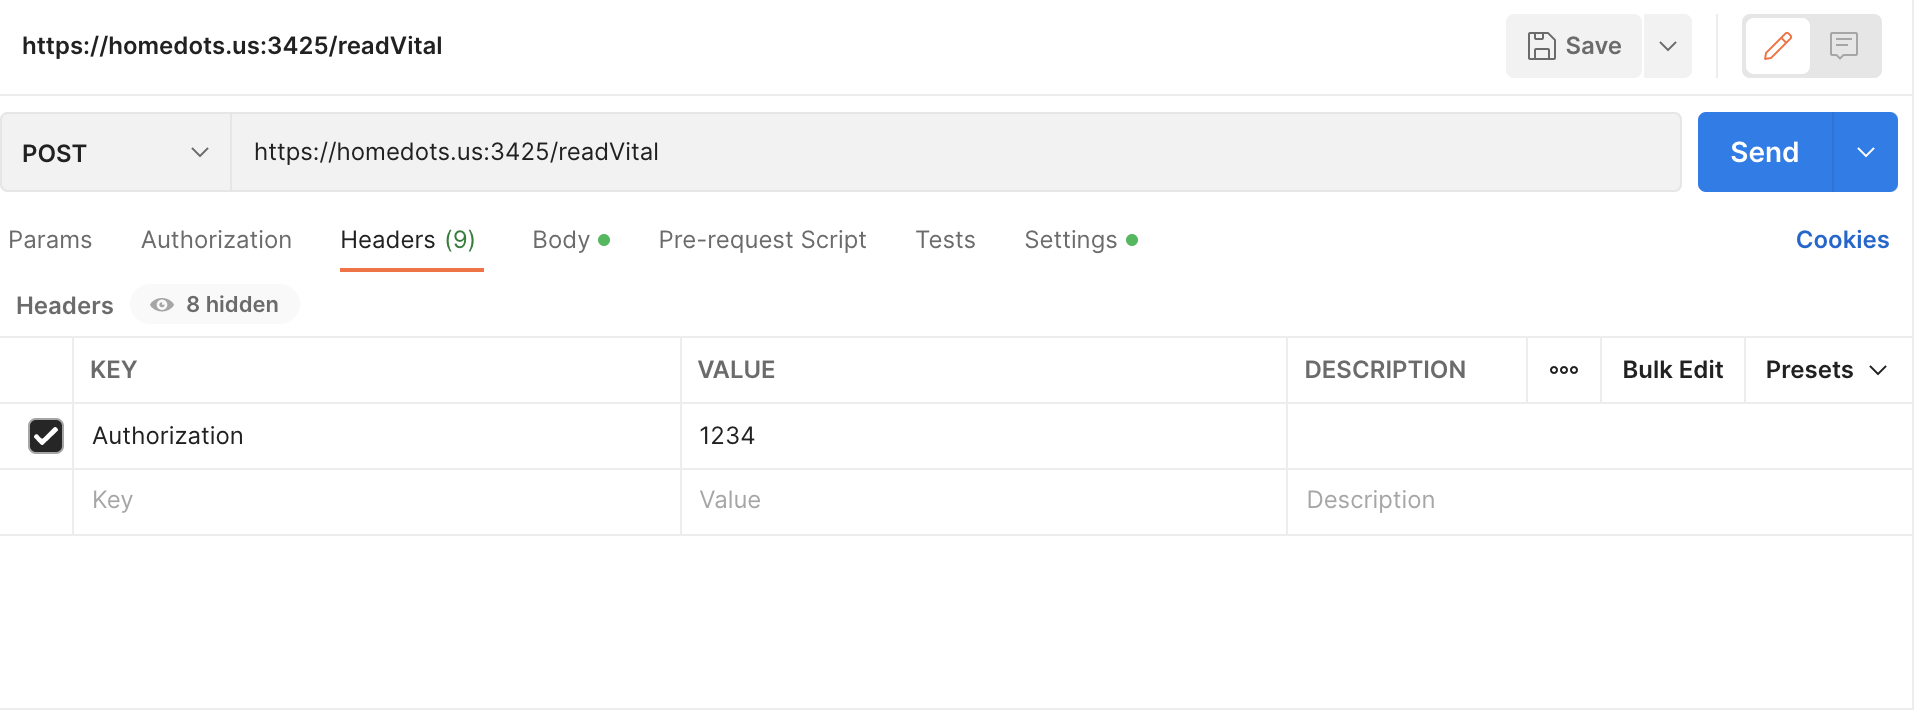 https://homedots.us:3425/readVital Save
POST https://homedots.us:3425/readVital Send
Params Authorization Headers (9) Body Pre-request Script Tests Settings Cookies
Headers 8 hidden
KEY VALUE DESCRIPTION Bulk Edit Presets
Authorization 1234
Key Value Description